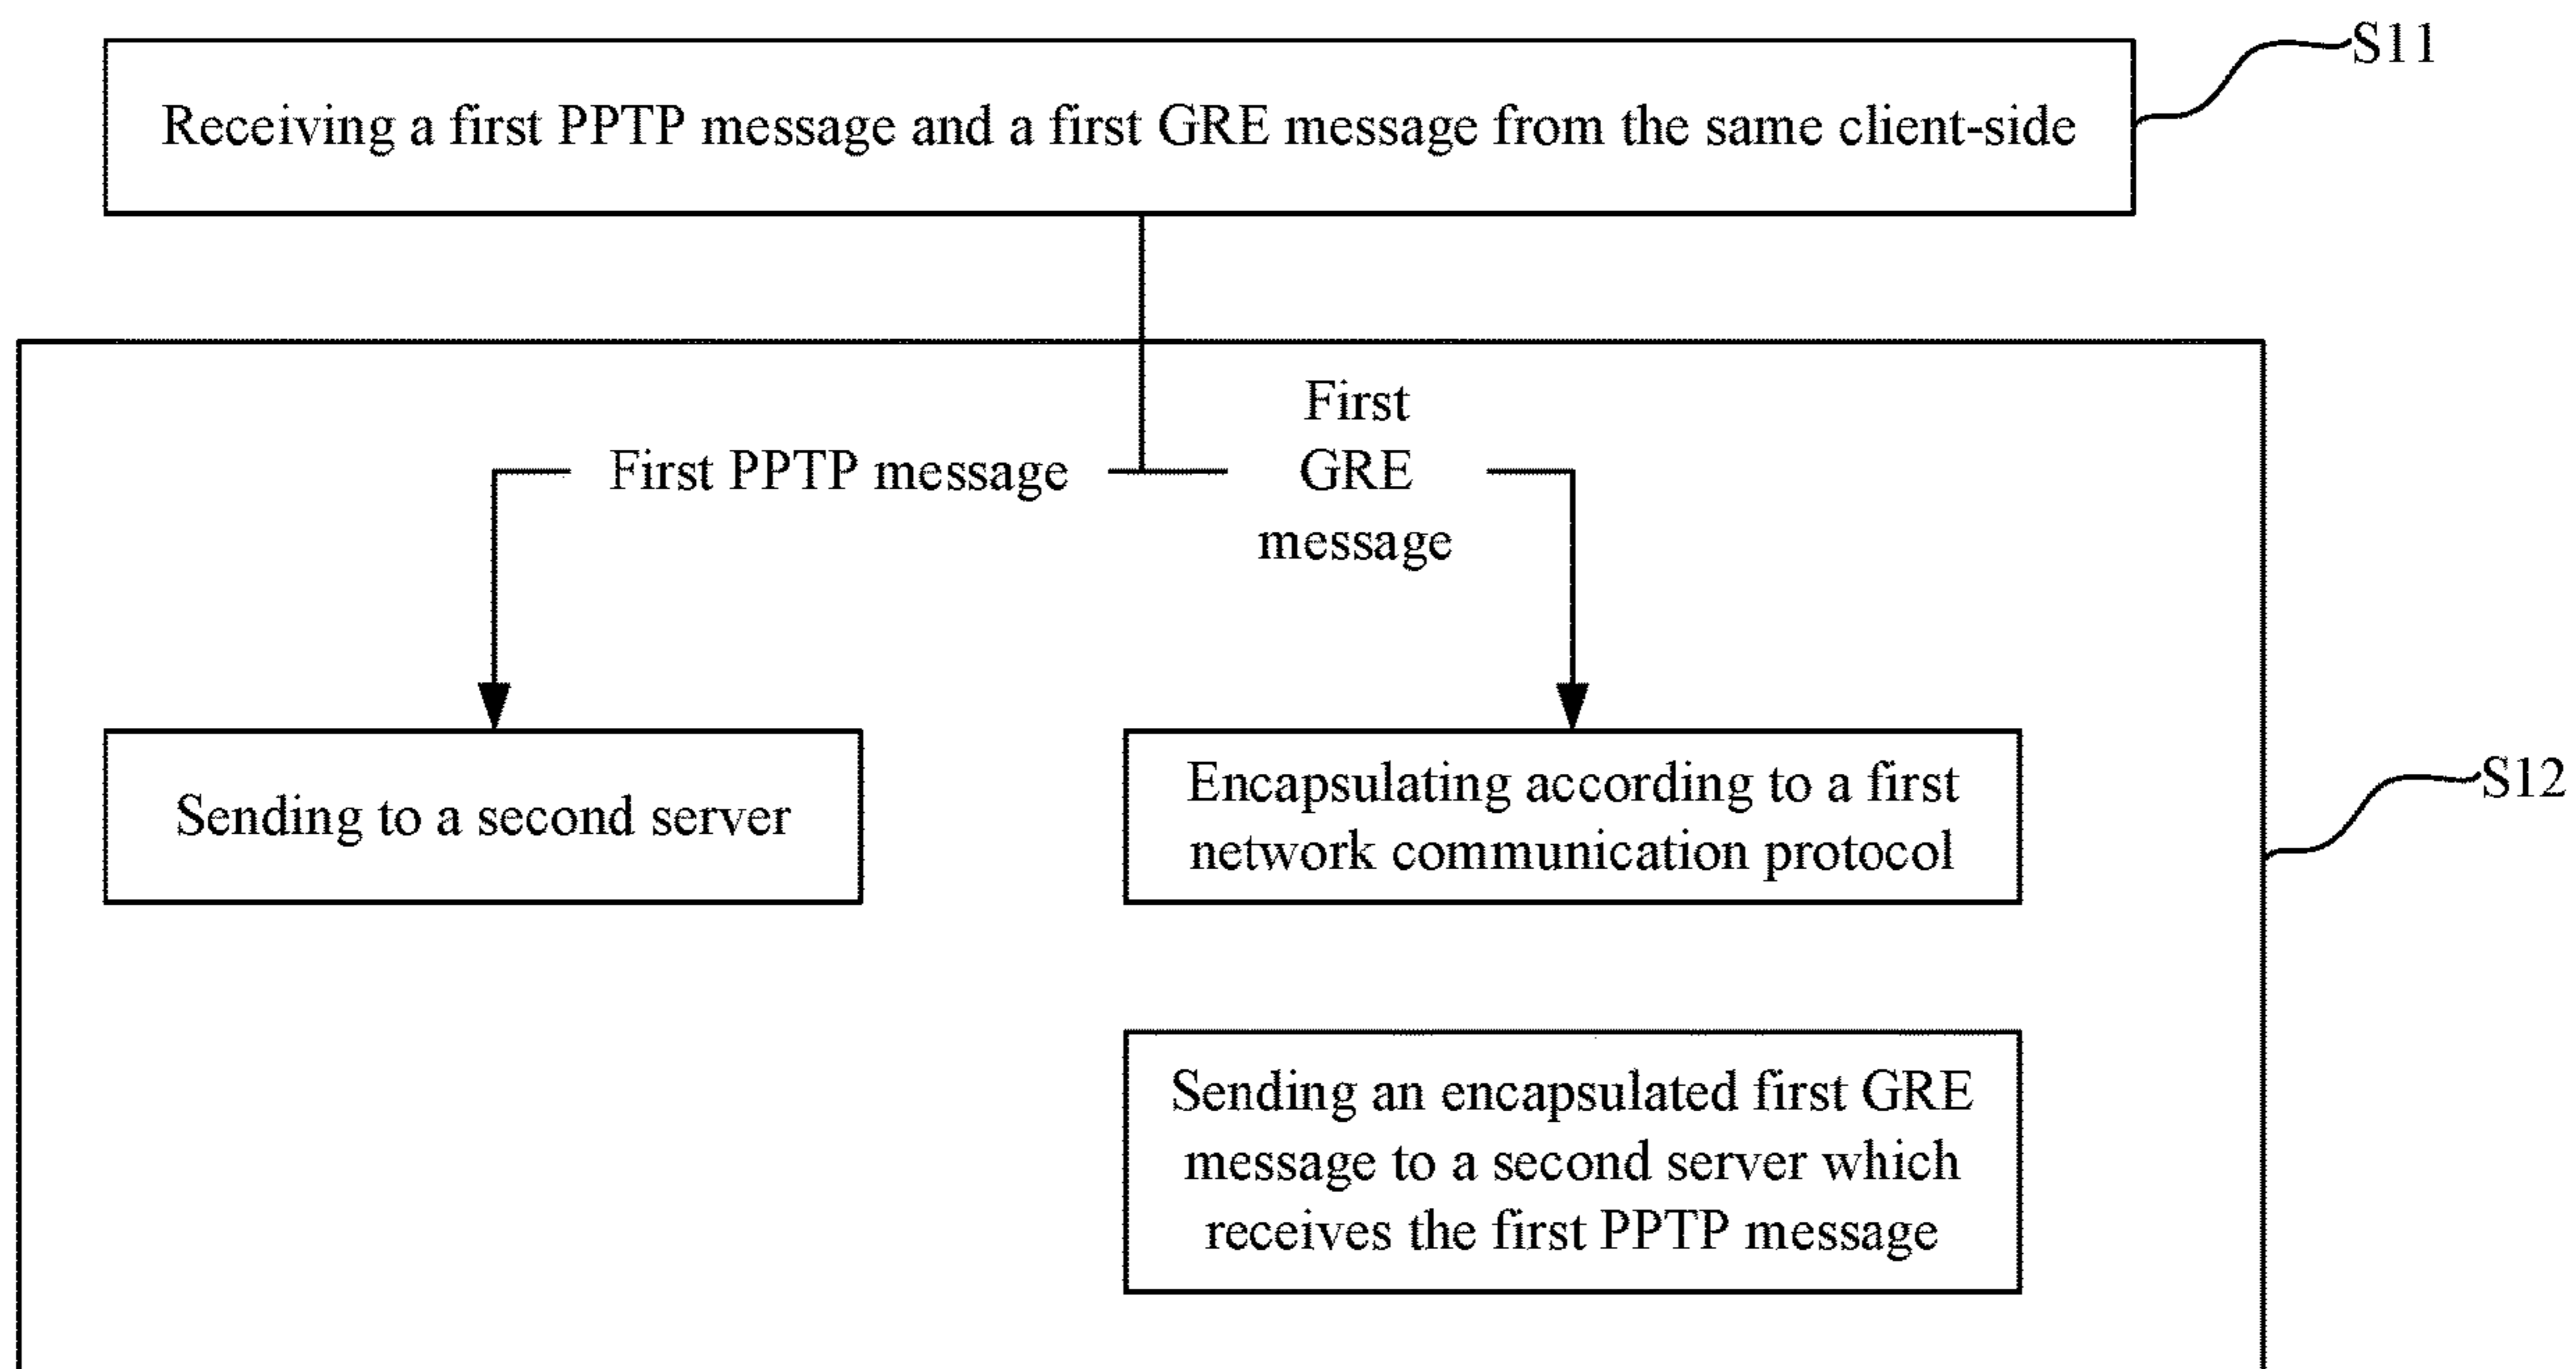 S11
Receiving a first PPTP message and a first GRE message from the same client-side
First PPTP message
First
GRE
message
Sending to a second server
Encapsulating according to a first
network communication protocol
S12
Sending an encapsulated first GRE
message to a second server which
receives the first PPTP message